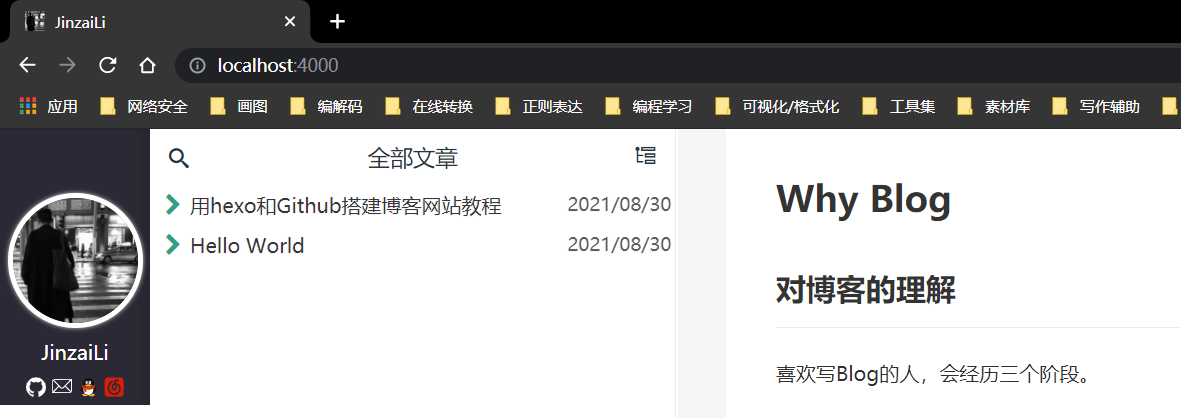 JinzaiLi
localhost:4000
应用 网络安全 画图 编解码 在线转换 正则表达 编程学习 可视化/格式化 工具集 素材库 写作辅助
全部文章
用hexo和Github搭建博客网站教程 2021/08/30
Hello World 2021/08/30
JinzaiLi
Why Blog
对博客的理解
喜欢写Blog的人，会经历三个阶段。